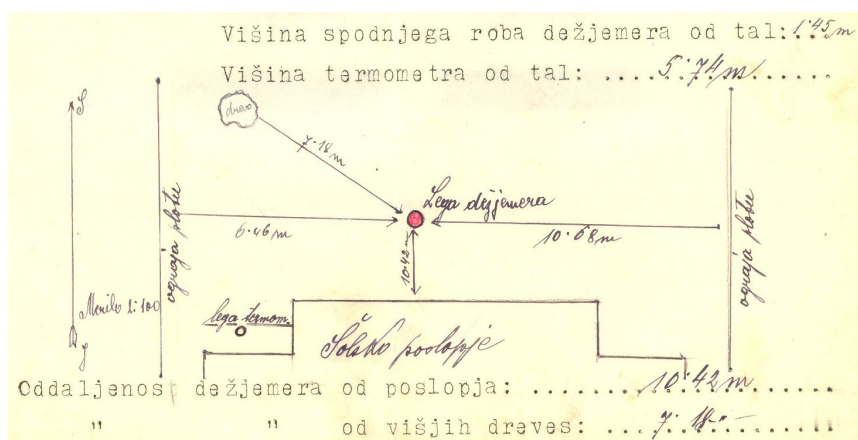 Višina spodnjega roba dežjemera od tal: 1·45 m
Višina termometra od tal: .... 5·74 m ......
S
drevo
7·18 m
Lega dežjemera
6·46 m
10·68 m
10·42 m
ograja plotu
ograja plotu
Merilo 1:100
J
lega termom.
Šolsko poslopje
Oddaljenost dežjemera od poslopja: ........ 10·42 m ......
" " od višjih dreves: .... 7·18 -"-